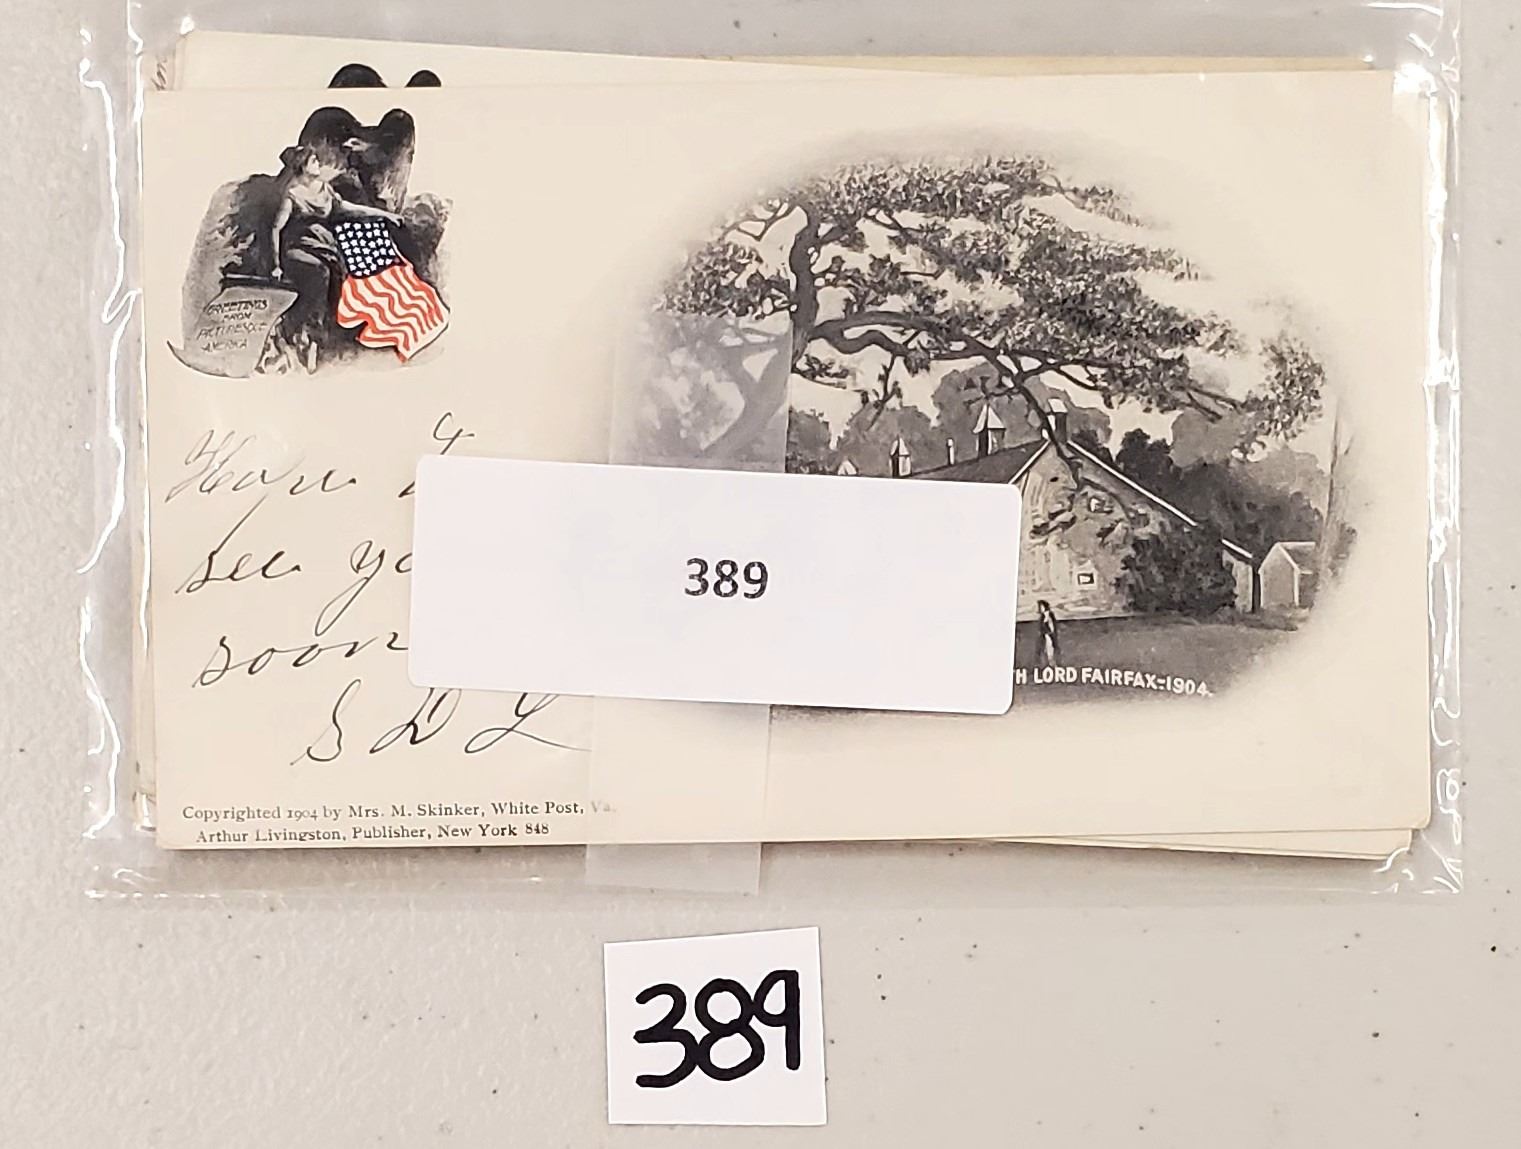 GREETINGS
FROM
PICTURESQUE
AMERICA
see
soon
S D L
389
H LORD FAIRFAX-1904.
Copyrighted 1904 by Mrs. M. Skinker, White Post, Va.
Arthur Livingston, Publisher, New York 848
389